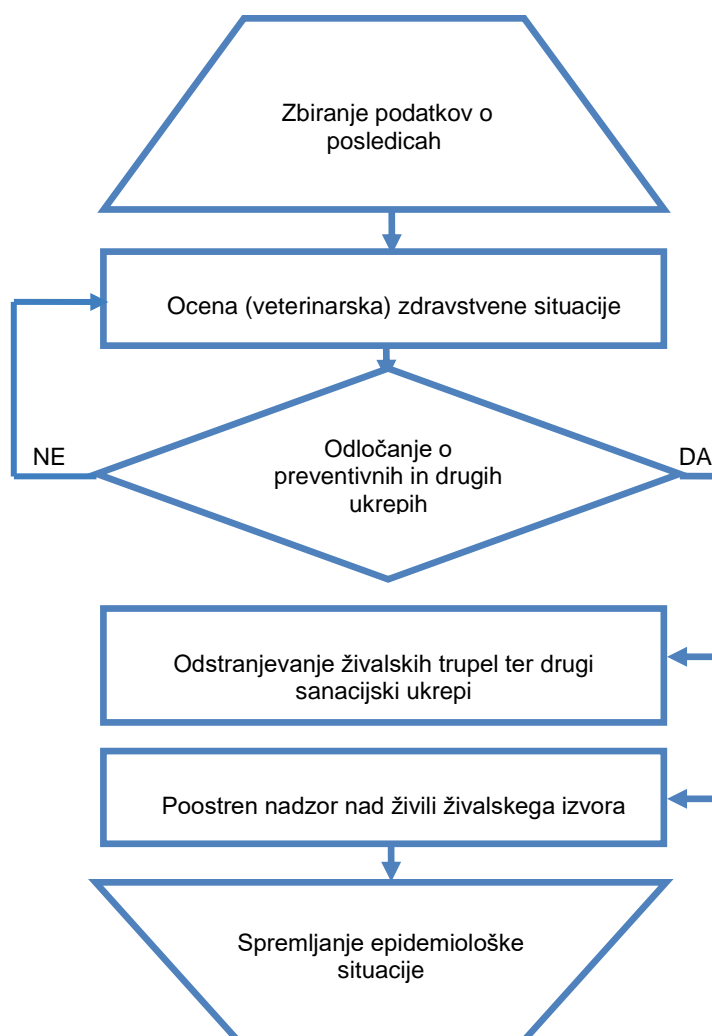 Zbiranje podatkov o
posledicah
Ocena (veterinarska) zdravstvene situacije
Odločanje o
preventivnih in drugih
ukrepih
NE
DA
Odstranjevanje živalskih trupel ter drugi
sanacijski ukrepi
Poostren nadzor nad živili živalskega izvora
Spremljanje epidemiološke
situacije